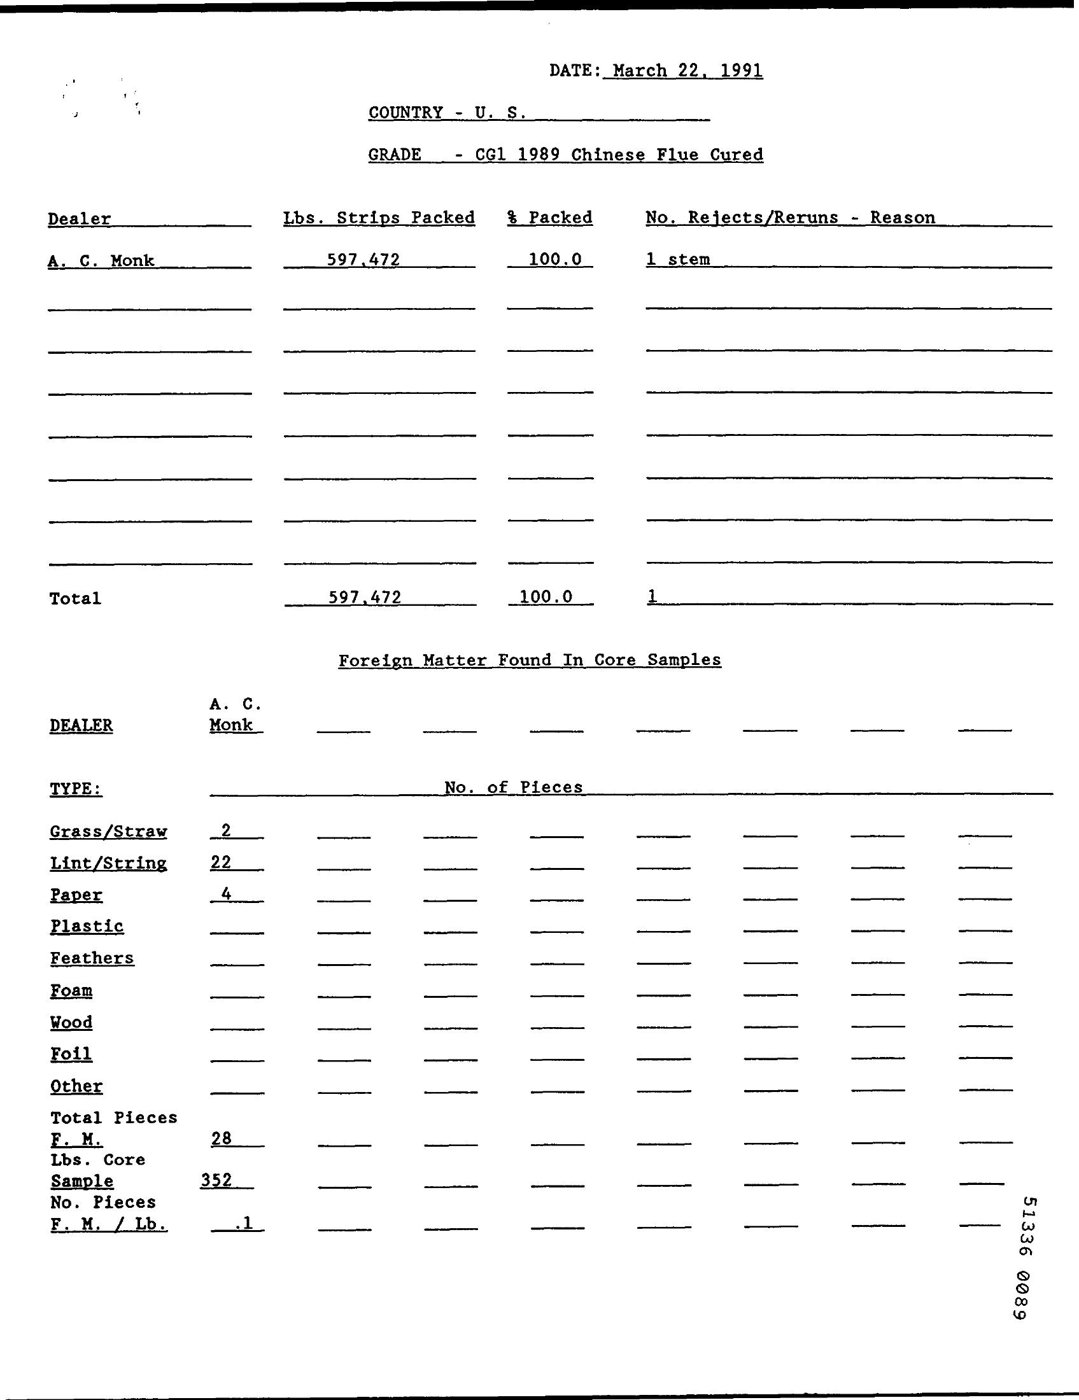 DATE: March 22, 1991
COUNTRY - U. S.
GRADE - CG1 1989 Chinese Flue Cured
Dealer Lbs. Strips Packed % Packed No. Rejects/Reruns - Reason
A. C. Monk 597,472 100.0 1 stem
Total 597,472 100.0 1
Foreign Matter Found In Core Samples
A. C.
DEALER Monk
TYPE: No. of Pieces
Grass/Straw 2
Lint/String 22
Paper 4
Plastic
Feathers
Foam
Wood
Foil
Other
Total Pieces
F. M. 28
Lbs. Core
Sample 352
No. Pieces
F. M. / Lb. .1
51336 0089